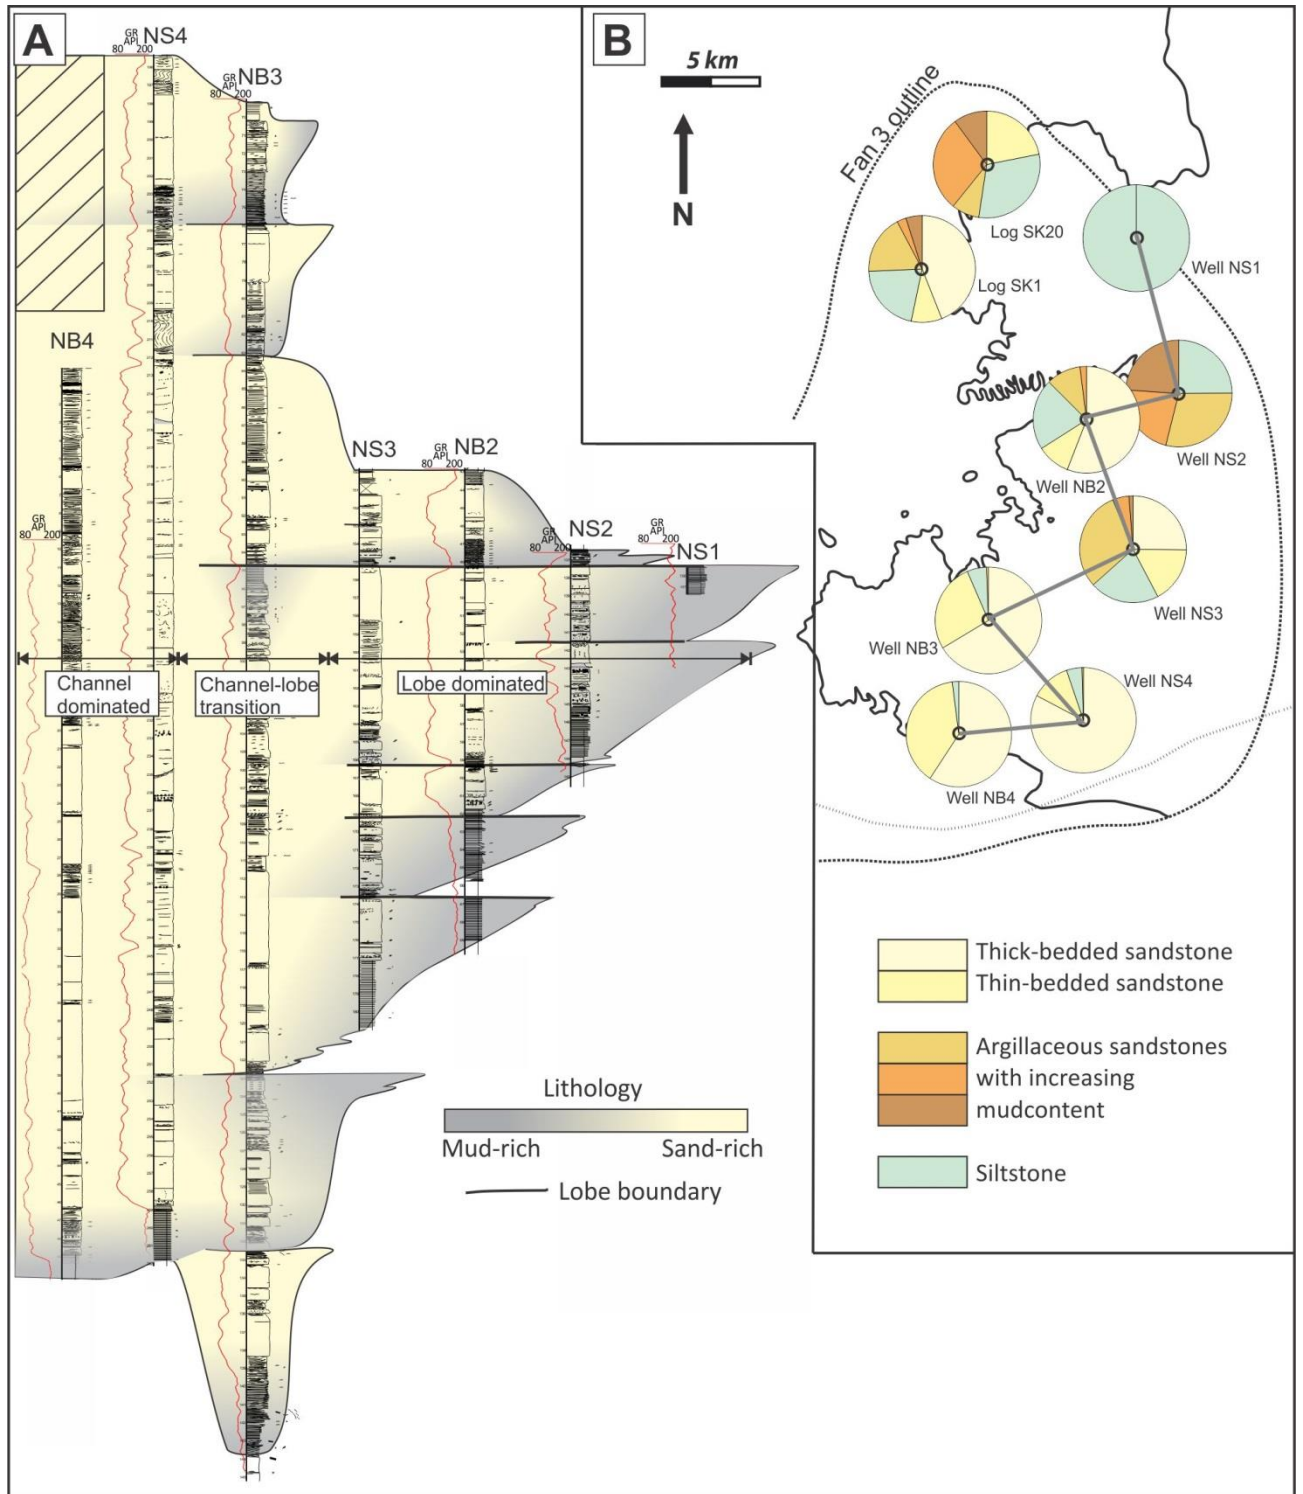 A
GR
API
80 200
NS4
GR
API
80 200
NB3
NB4
GR
API
80 200
NS3
GR
API
80 200
NB2
GR
API
80 200
NS2
GR
API
80 200
NS1
Channel
dominated
Channel-lobe
transition
Lobe dominated
Lithology
Mud-rich
Sand-rich
Lobe boundary
B
5 km
N
Fan 3 outline
Log SK20
Log SK1
Well NS1
Well NS2
Well NB2
Well NS3
Well NB3
Well NS4
Well NB4
Thick-bedded sandstone
Thin-bedded sandstone
Argillaceous sandstones
with increasing
mudcontent
Siltstone